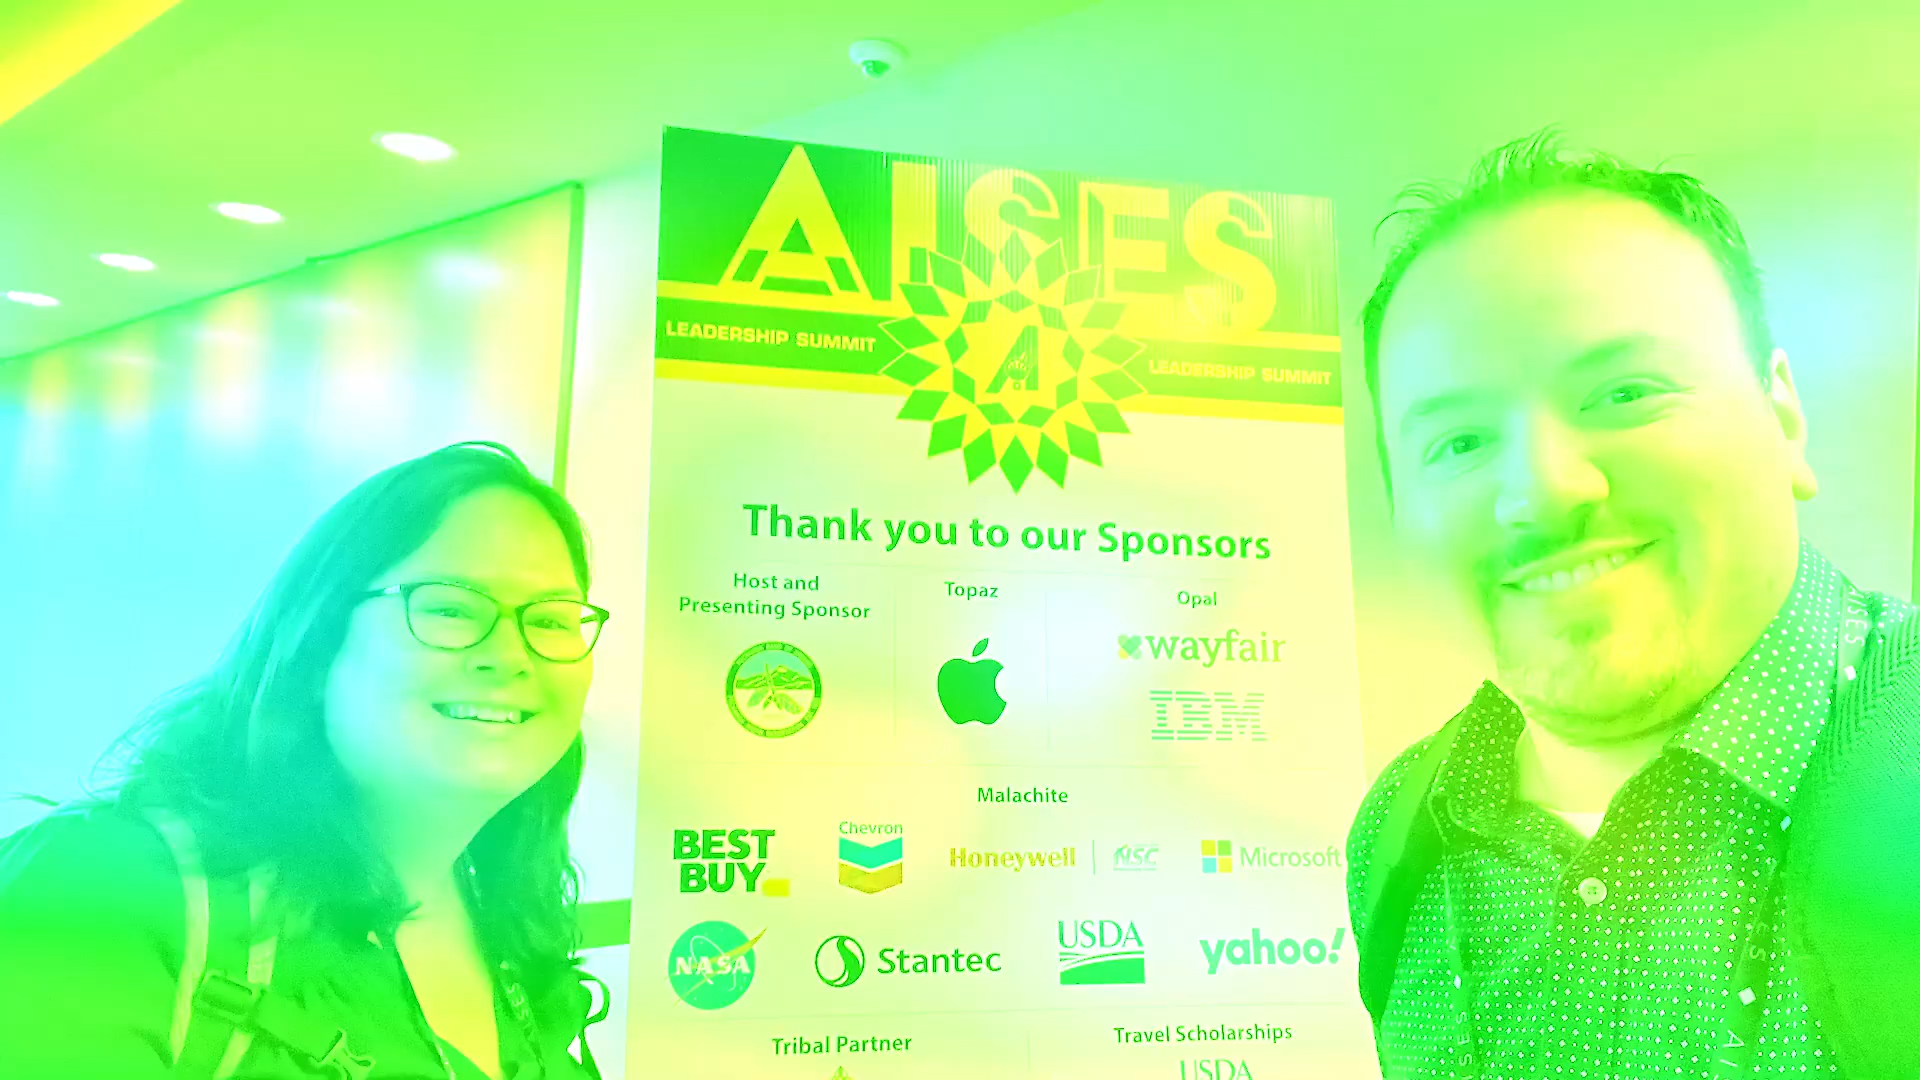 AISES
LEADERSHIP SUMMIT
LEADERSHIP SUMMIT
A
Thank you to our Sponsors
Host and
Presenting Sponsor
Topaz
Opal
wayfair
IBM
Malachite
BEST
BUY
Chevron
Honeywell
NSC
Microsoft
NASA
Stantec
USDA
yahoo!
Tribal Partner
Travel Scholarships
USDA
AISES